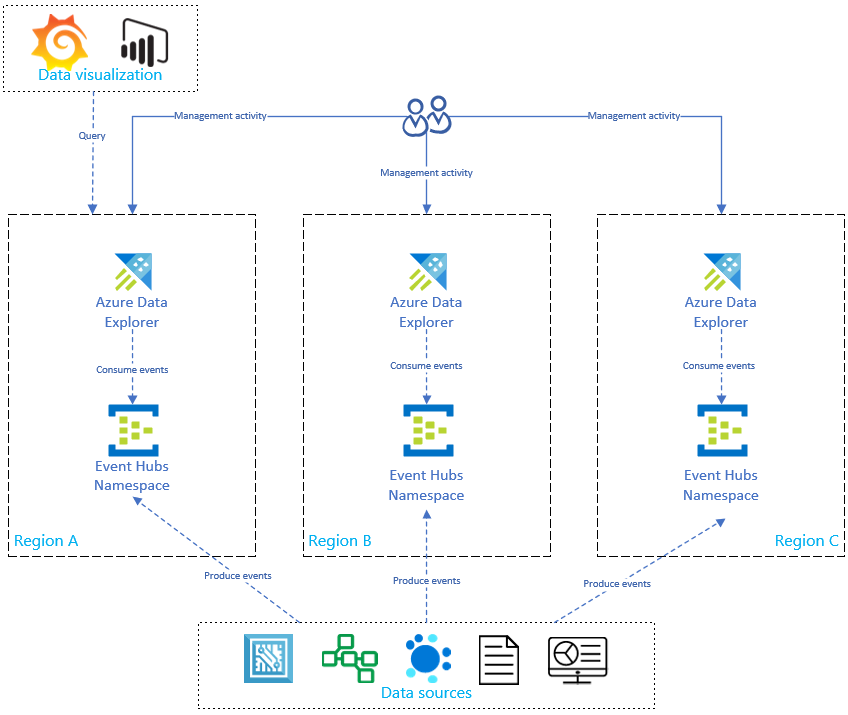 Data visualization
Management activity
Management activity
Query
Management activity
Azure Data
Explorer
Azure Data
Explorer
Azure Data
Explorer
Consume events
Consume events
Consume events
Event Hubs
Namespace
Event Hubs
Namespace
Event Hubs
Namespace
Region A
Region B
Region C
Produce events
Produce events
Produce events
Data sources